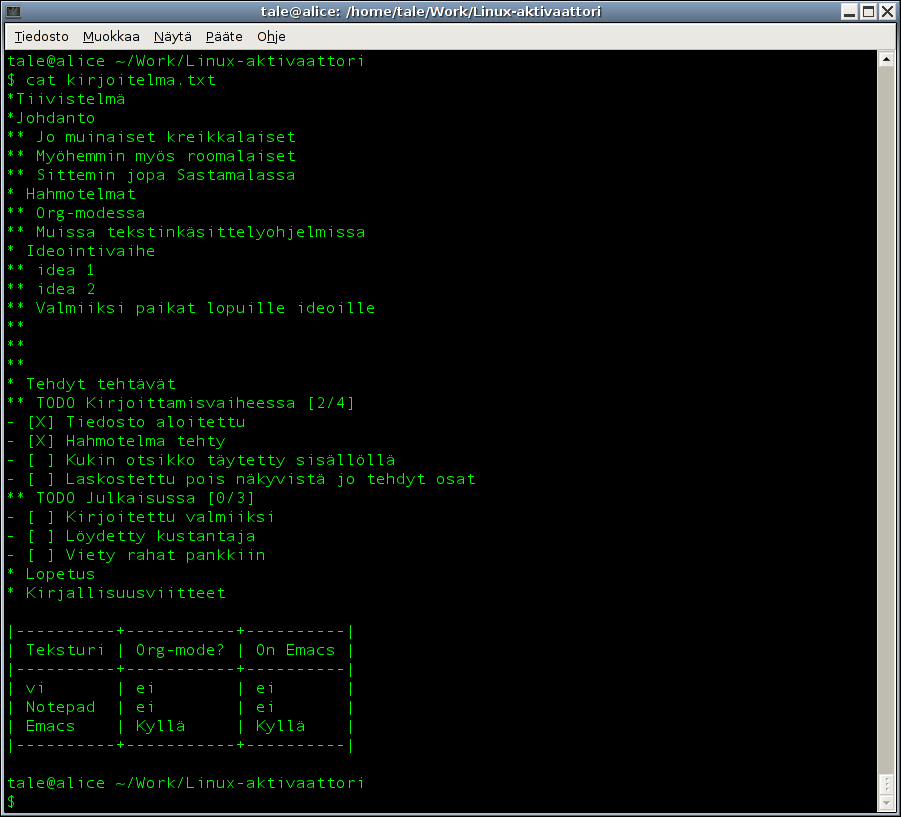 tale@alice: /home/tale/Work/Linux-aktivaattori
Tiedosto Muokkaa Näytä Pääte Ohje
tale@alice ~/Work/Linux-aktivaattori
$ cat kirjoitelma.txt
*Tiivistelmä
*Johdanto
** Jo muinaiset kreikkalaiset
** Myöhemmin myös roomalaiset
** Sittemin jopa Sastamalassa
* Hahmotelmat
** Org-modessa
** Muissa tekstinkäsittelyohjelmissa
* Ideointivaihe
** idea 1
** idea 2
** Valmiiksi paikat lopuille ideoille
**
**
**
* Tehdyt tehtävät
** TODO Kirjoittamisvaiheessa [2/4]
- [X] Tiedosto aloitettu
- [X] Hahmotelma tehty
- [ ] Kukin otsikko täytetty sisällöllä
- [ ] Laskostettu pois näkyvistä jo tehdyt osat
** TODO Julkaisussa [0/3]
- [ ] Kirjoitettu valmiiksi
- [ ] Löydetty kustantaja
- [ ] Viety rahat pankkiin
* Lopetus
* Kirjallisuusviitteet
|----------+-----------+----------|
| Teksturi | Org-mode? | On Emacs |
|----------+-----------+----------|
| vi       | ei        | ei       |
| Notepad  | ei        | ei       |
| Emacs    | Kyllä     | Kyllä    |
|----------+-----------+----------|
tale@alice ~/Work/Linux-aktivaattori
$